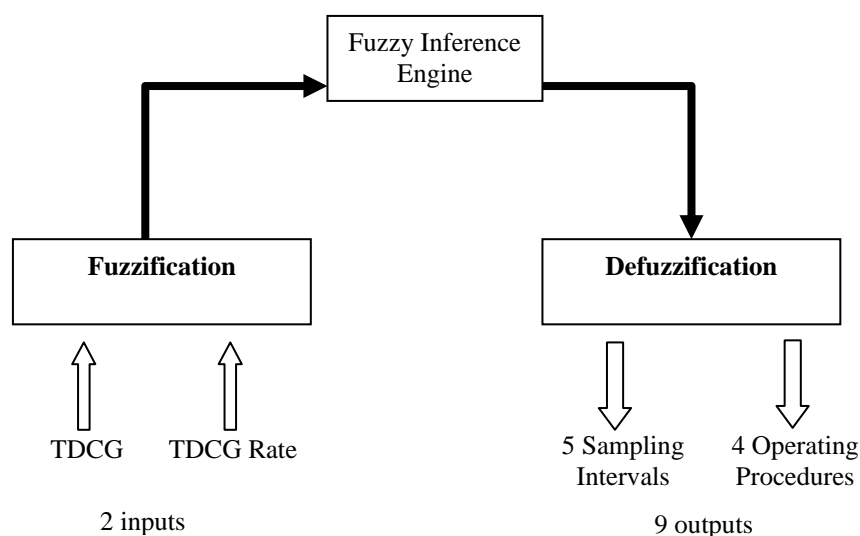 Fuzzy Inference
Engine
Fuzzification
Defuzzification
TDCG
TDCG Rate
5 Sampling
Intervals
4 Operating
Procedures
2 inputs
9 outputs